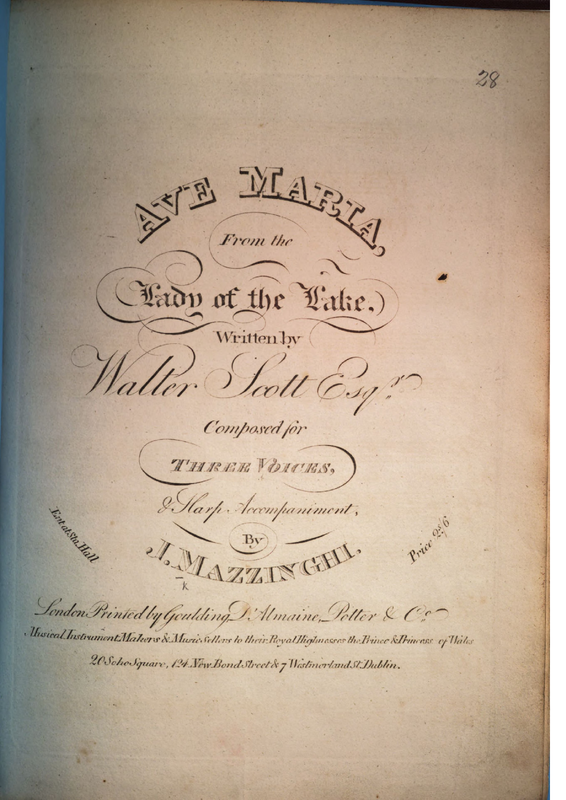 28
AVE MARIA,
From the
Lady of the Lake.
Written by
Walter Scott Esqr.
Composed for
THREE VOICES,
& Harp Accompaniment,
By
J. MAZZINGHI.
Ent. at Sta. Hall
Price 2s/6
London Printed by Goulding, D'Almaine, Potter & Co.
Musical Instrument Makers & Music Sellers to their Royal Highnesses the Prince & Princess of Wales
20 Soho Square, 124 New Bond Street & 7 Westmorland St. Dublin.